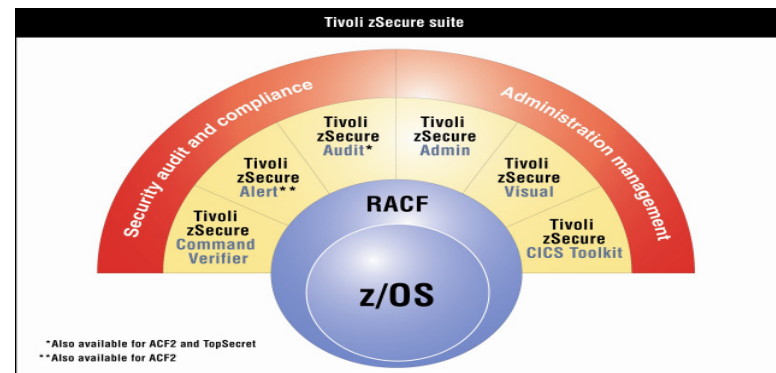 Tivoli zSecure suite
Security audit and compliance
Administration management
Tivoli
zSecure
Command
Verifier
Tivoli
zSecure
Alert**
Tivoli
zSecure
Audit*
Tivoli
zSecure
Admin
Tivoli
zSecure
Visual
Tivoli
zSecure
CICS Toolkit
RACF
z/OS
*Also available for ACF2 and TopSecret
**Also available for ACF2